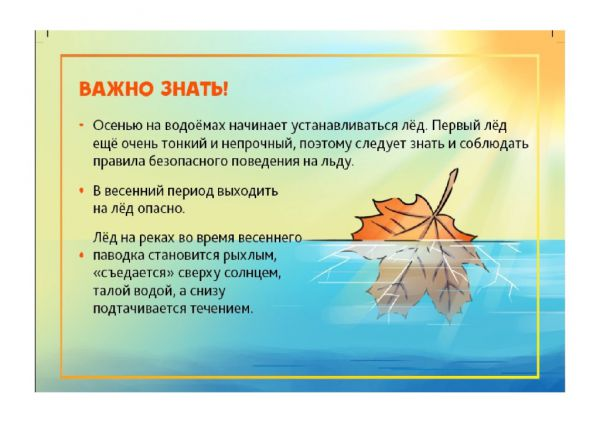 ВАЖНО ЗНАТЬ!
• Осенью на водоёмах начинает устанавливаться лёд. Первый лёд
ещё очень тонкий и непрочный, поэтому следует знать и соблюдать
правила безопасного поведения на льду.
• В весенний период выходить
на лёд опасно.
Лёд на реках во время весеннего
• паводка становится рыхлым,
«съедается» сверху солнцем,
талой водой, а снизу
подтачивается течением.